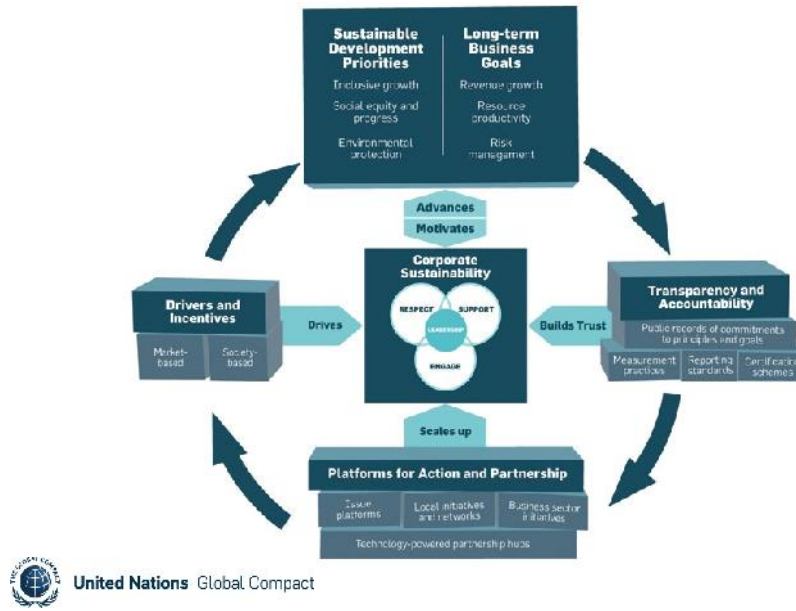 Sustainable
Development
Priorities
Inclusive growth
Social equity and
progress
Environmental
protection
Long-term
Business
Goals
Revenue growth
Resource
productivity
Risk
management
Advances
Motivates
Corporate
Sustainability
RESPECT
SUPPORT
LEADERSHIP
ENGAGE
Drivers and
Incentives
Market-
based
Society-
based
Drives
Builds Trust
Transparency and
Accountability
Public records of commitments
to principles and goals
Measurement
practices
Reporting
standards
Certification
schemes
Scales up
Platforms for Action and Partnership
Issue
platforms
Local initiatives
and networks
Business sector
initiatives
Technology-powered partnership hubs
THE GLOBAL COMPACT
United Nations Global Compact